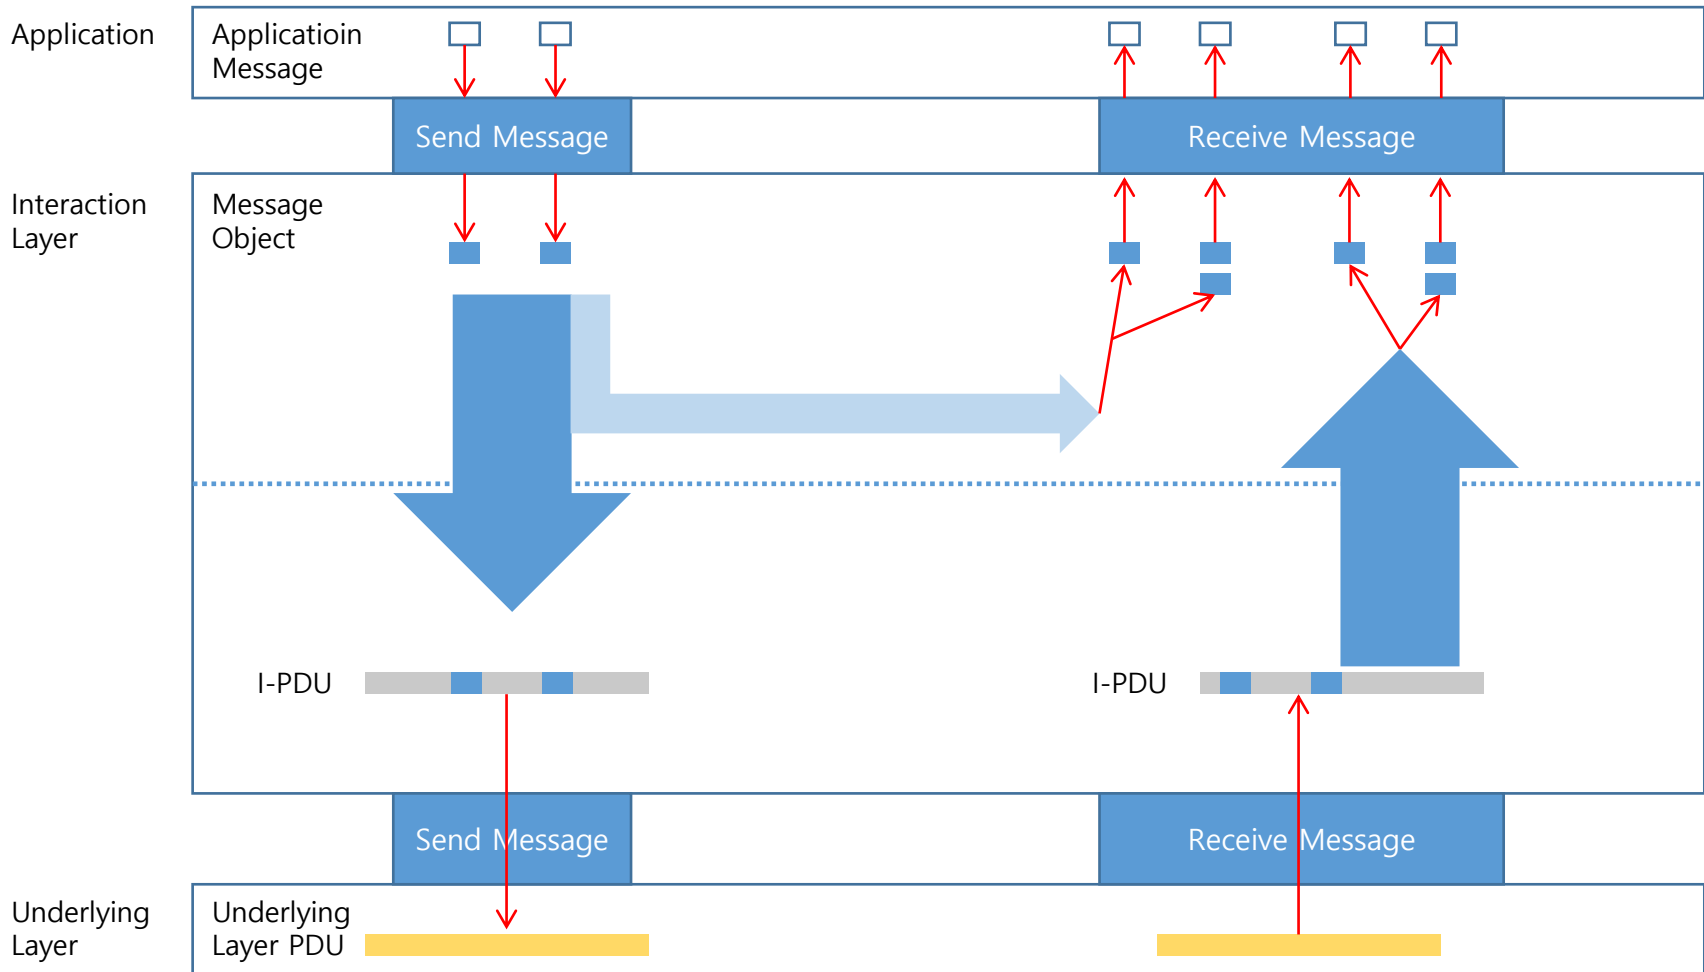 Application
Applicatioin
Message
Send Message
Receive Message
Interaction
Layer
Message
Object
I-PDU
I-PDU
Send Message
Receive Message
Underlying
Layer
Underlying
Layer PDU